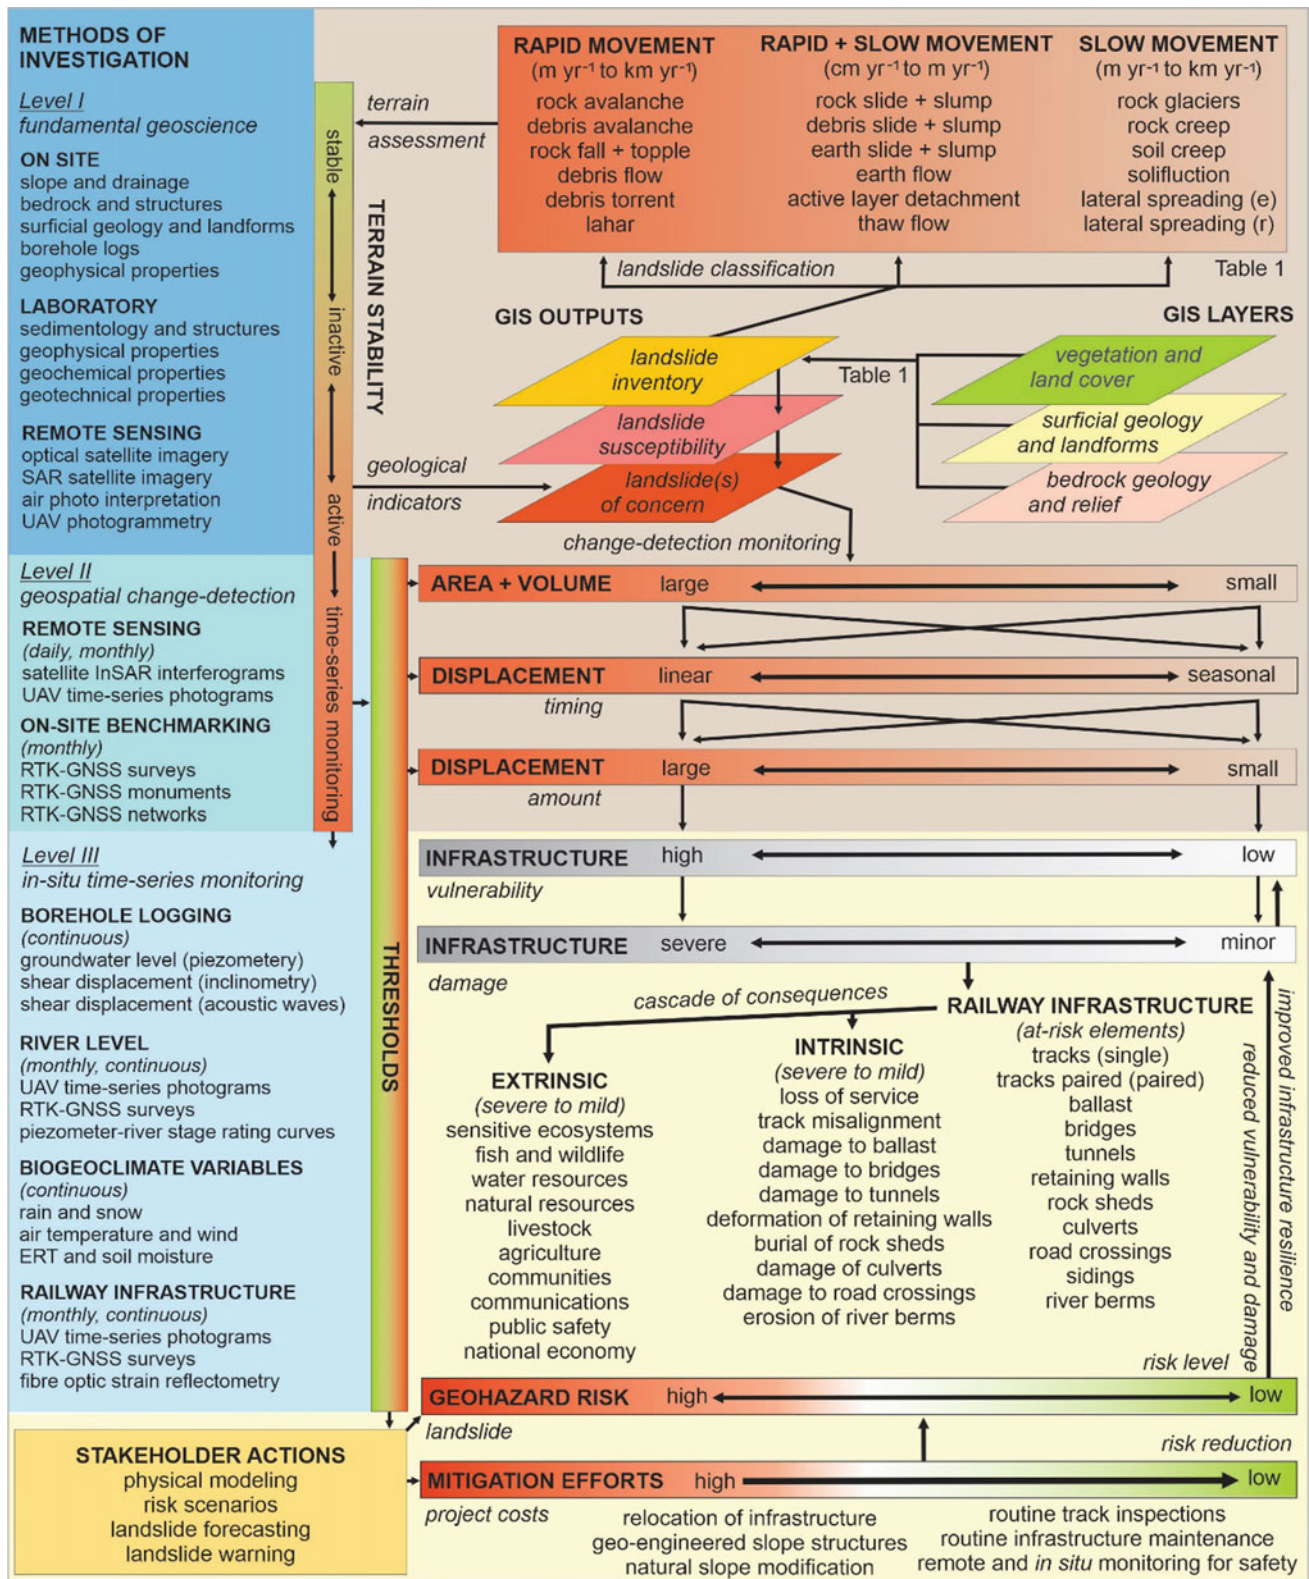 METHODS OF
INVESTIGATION
Level I
fundamental geoscience
ON SITE
slope and drainage
bedrock and structures
surficial geology and landforms
borehole logs
geophysical properties
LABORATORY
sedimentology and structures
geophysical properties
geochemical properties
geotechnical properties
REMOTE SENSING
optical satellite imagery
SAR satellite imagery
air photo interpretation
UAV photogrammetry
Level II
geospatial change-detection
REMOTE SENSING
(daily, monthly)
satellite InSAR interferograms
UAV time-series photograms
ON-SITE BENCHMARKING
(monthly)
RTK-GNSS surveys
RTK-GNSS monuments
RTK-GNSS networks
Level III
in-situ time-series monitoring
BOREHOLE LOGGING
(continuous)
groundwater level (piezometery)
shear displacement (inclinometry)
shear displacement (acoustic waves)
RIVER LEVEL
(monthly, continuous)
UAV time-series photograms
RTK-GNSS surveys
piezometer-river stage rating curves
BIOGEOCLIMATE VARIABLES
(continuous)
rain and snow
air temperature and wind
ERT and soil moisture
RAILWAY INFRASTRUCTURE
(monthly, continuous)
UAV time-series photograms
RTK-GNSS surveys
fibre optic strain reflectometry
STAKEHOLDER ACTIONS
physical modeling
risk scenarios
landslide forecasting
landslide warning
stable
inactive
active
time-series monitoring
TERRAIN STABILITY
THRESHOLDS
terrain
assessment
geological
indicators
RAPID MOVEMENT
(m yr⁻¹ to km yr⁻¹)
rock avalanche
debris avalanche
rock fall + topple
debris flow
debris torrent
lahar
RAPID + SLOW MOVEMENT
(cm yr⁻¹ to m yr⁻¹)
rock slide + slump
debris slide + slump
earth slide + slump
earth flow
active layer detachment
thaw flow
SLOW MOVEMENT
(m yr⁻¹ to km yr⁻¹)
rock glaciers
rock creep
soil creep
solifluction
lateral spreading (e)
lateral spreading (r)
landslide classification
Table 1
GIS OUTPUTS
GIS LAYERS
landslide
inventory
Table 1
vegetation and
land cover
landslide
susceptibility
surficial geology
and landforms
landslide(s)
of concern
bedrock geology
and relief
change-detection monitoring
AREA + VOLUME large small
DISPLACEMENT linear seasonal
timing
DISPLACEMENT large small
amount
INFRASTRUCTURE high low
vulnerability
INFRASTRUCTURE severe minor
damage
cascade of consequences
EXTRINSIC
(severe to mild)
sensitive ecosystems
fish and wildlife
water resources
natural resources
livestock
agriculture
communities
communications
public safety
national economy
INTRINSIC
(severe to mild)
loss of service
track misalignment
damage to ballast
damage to bridges
damage to tunnels
deformation of retaining walls
burial of rock sheds
damage of culverts
damage to road crossings
erosion of river berms
RAILWAY INFRASTRUCTURE
(at-risk elements)
tracks (single)
tracks paired (paired)
ballast
bridges
tunnels
retaining walls
rock sheds
culverts
road crossings
sidings
river berms
reduced vulnerability and damage
improved infrastructure resilience
risk level
GEOHAZARD RISK high low
landslide
risk reduction
MITIGATION EFFORTS high low
project costs
relocation of infrastructure
geo-engineered slope structures
natural slope modification
routine track inspections
routine infrastructure maintenance
remote and in situ monitoring for safety